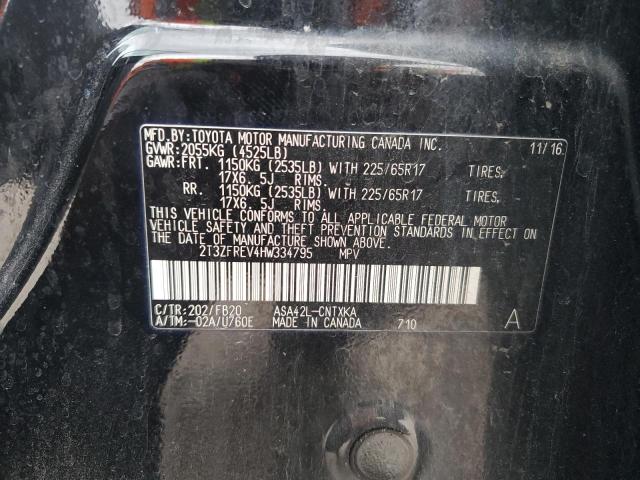 MFD.BY:TOYOTA MOTOR MANUFACTURING CANADA INC. 11/16
GVWR:2055KG (4525LB)
GAWR:FRT. 1150KG (2535LB) WITH 225/65R17 TIRES,
17X6.5J RIMS,
RR. 1150KG (2535LB) WITH 225/65R17 TIRES,
17X6.5J RIMS.
THIS VEHICLE CONFORMS TO ALL APPLICABLE FEDERAL MOTOR
VEHICLE SAFETY AND THEFT PREVENTION STANDARDS IN EFFECT ON
THE DATE OF MANUFACTURE SHOWN ABOVE.
2T3ZFREV4HW334795 MPV
C/TR:202/FB20 ASA42L-CNTXKA
A/TM:-02A/U760E MADE IN CANADA 710 A